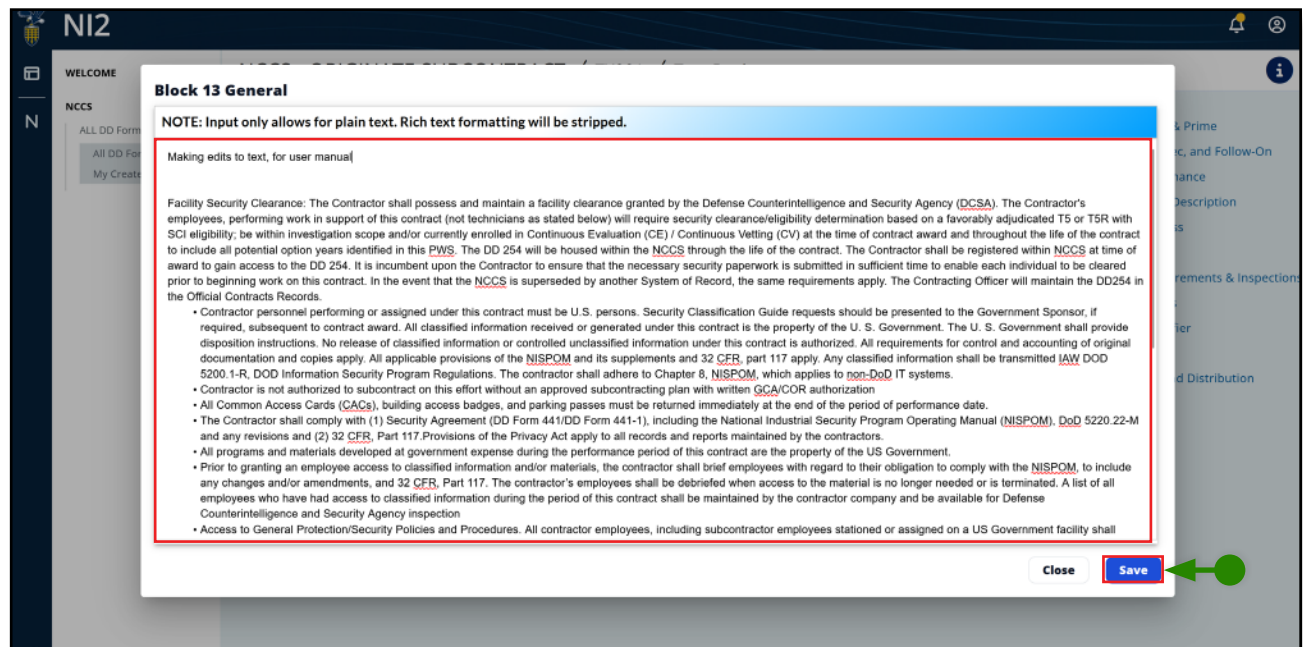 NI2
WELCOME
NCCS
N
ALL DD Form
All DD For
My Create
Block 13 General
NOTE: Input only allows for plain text. Rich text formatting will be stripped.
Making edits to text, for user manual
Facility Security Clearance: The Contractor shall possess and maintain a facility clearance granted by the Defense Counterintelligence and Security Agency (DCSA). The Contractor's
employees, performing work in support of this contract (not technicians as stated below) will require security clearance/eligibility determination based on a favorably adjudicated T5 or T5R with
SCI eligibility; be within investigation scope and/or currently enrolled in Continuous Evaluation (CE) / Continuous Vetting (CV) at the time of contract award and throughout the life of the contract
to include all potential option years identified in this PWS. The DD 254 will be housed within the NCCS through the life of the contract. The Contractor shall be registered within NCCS at time of
award to gain access to the DD 254. It is incumbent upon the Contractor to ensure that the necessary security paperwork is submitted in sufficient time to enable each individual to be cleared
prior to beginning work on this contract. In the event that the NCCS is superseded by another System of Record, the same requirements apply. The Contracting Officer will maintain the DD254 in
the Official Contracts Records.
• Contractor personnel performing or assigned under this contract must be U.S. persons. Security Classification Guide requests should be presented to the Government Sponsor, if
required, subsequent to contract award. All classified information received or generated under this contract is the property of the U. S. Government. The U. S. Government shall provide
disposition instructions. No release of classified information or controlled unclassified information under this contract is authorized. All requirements for control and accounting of original
documentation and copies apply. All applicable provisions of the NISPOM and its supplements and 32 CFR, part 117 apply. Any classified information shall be transmitted IAW DOD
5200.1-R, DOD Information Security Program Regulations. The contractor shall adhere to Chapter 8, NISPOM, which applies to non-DoD IT systems.
• Contractor is not authorized to subcontract on this effort without an approved subcontracting plan with written GCA/COR authorization
• All Common Access Cards (CACs), building access badges, and parking passes must be returned immediately at the end of the period of performance date.
• The Contractor shall comply with (1) Security Agreement (DD Form 441/DD Form 441-1), including the National Industrial Security Program Operating Manual (NISPOM), DoD 5220.22-M
and any revisions and (2) 32 CFR, Part 117.Provisions of the Privacy Act apply to all records and reports maintained by the contractors.
• All programs and materials developed at government expense during the performance period of this contract are the property of the US Government.
• Prior to granting an employee access to classified information and/or materials, the contractor shall brief employees with regard to their obligation to comply with the NISPOM, to include
any changes and/or amendments, and 32 CFR, Part 117. The contractor's employees shall be debriefed when access to the material is no longer needed or is terminated. A list of all
employees who have had access to classified information during the period of this contract shall be maintained by the contractor company and be available for Defense
Counterintelligence and Security Agency inspection
• Access to General Protection/Security Policies and Procedures. All contractor employees, including subcontractor employees stationed or assigned on a US Government facility shall
Close
Save
& Prime
ec, and Follow-On
nance
Description
ss
rements & Inspections
s
fier
d Distribution